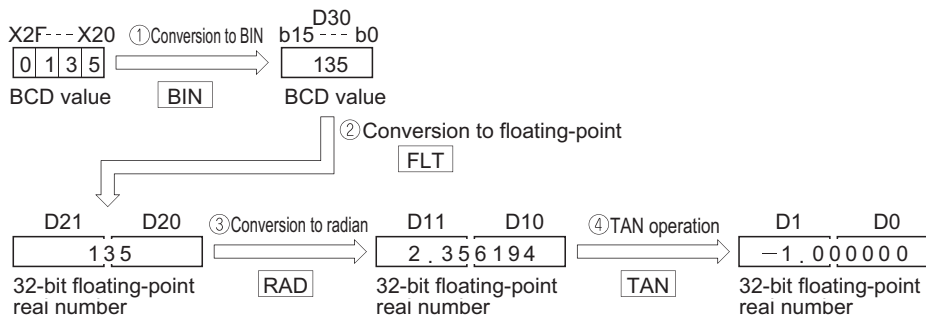 D30
X2F---X20 ①Conversion to BIN b15 --- b0
0 1 3 5 135
BCD value BIN BCD value
②Conversion to floating-point
FLT
D21 D20 ③Conversion to radian D11 D10 ④TAN operation D1 D0
135 2.356194 −1.000000
32-bit floating-point RAD 32-bit floating-point TAN 32-bit floating-point
real number real number real number